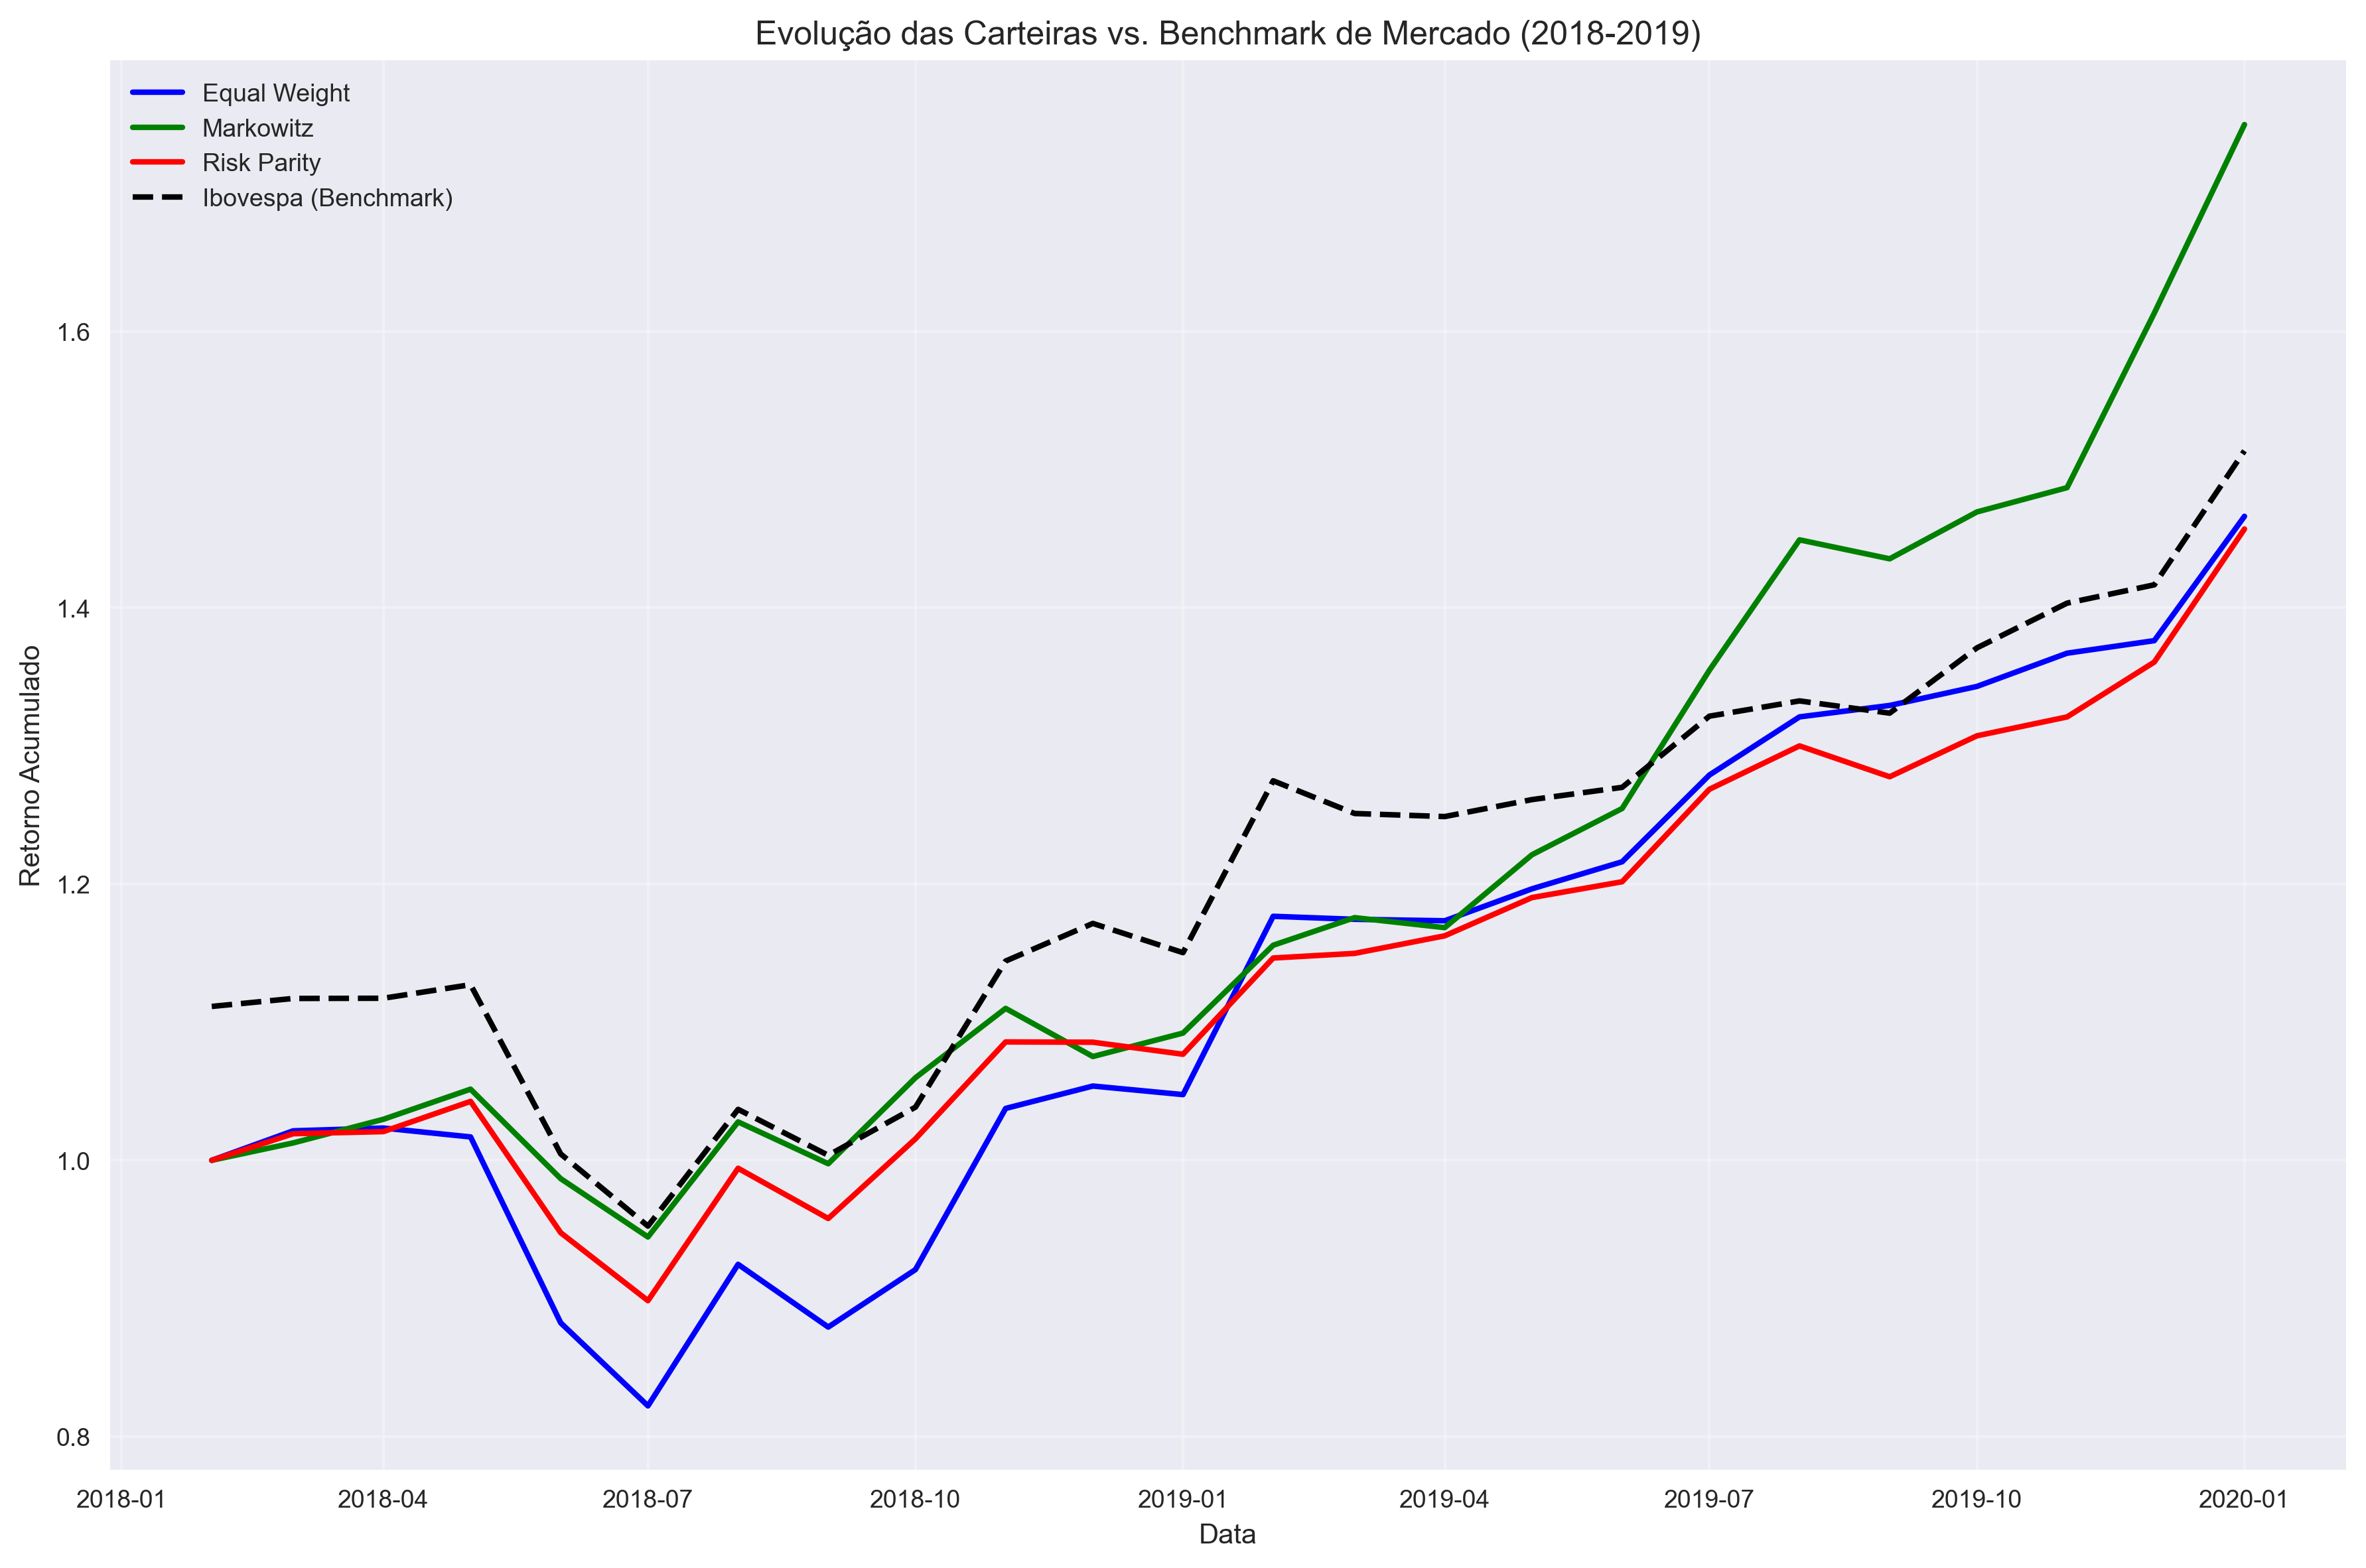 Evolução das Carteiras vs. Benchmark de Mercado (2018-2019)
Equal Weight
Markowitz
Risk Parity
Ibovespa (Benchmark)
Retorno Acumulado
1.6
1.4
1.2
1.0
0.8
2018-01
2018-04
2018-07
2018-10
2019-01
2019-04
2019-07
2019-10
2020-01
Data